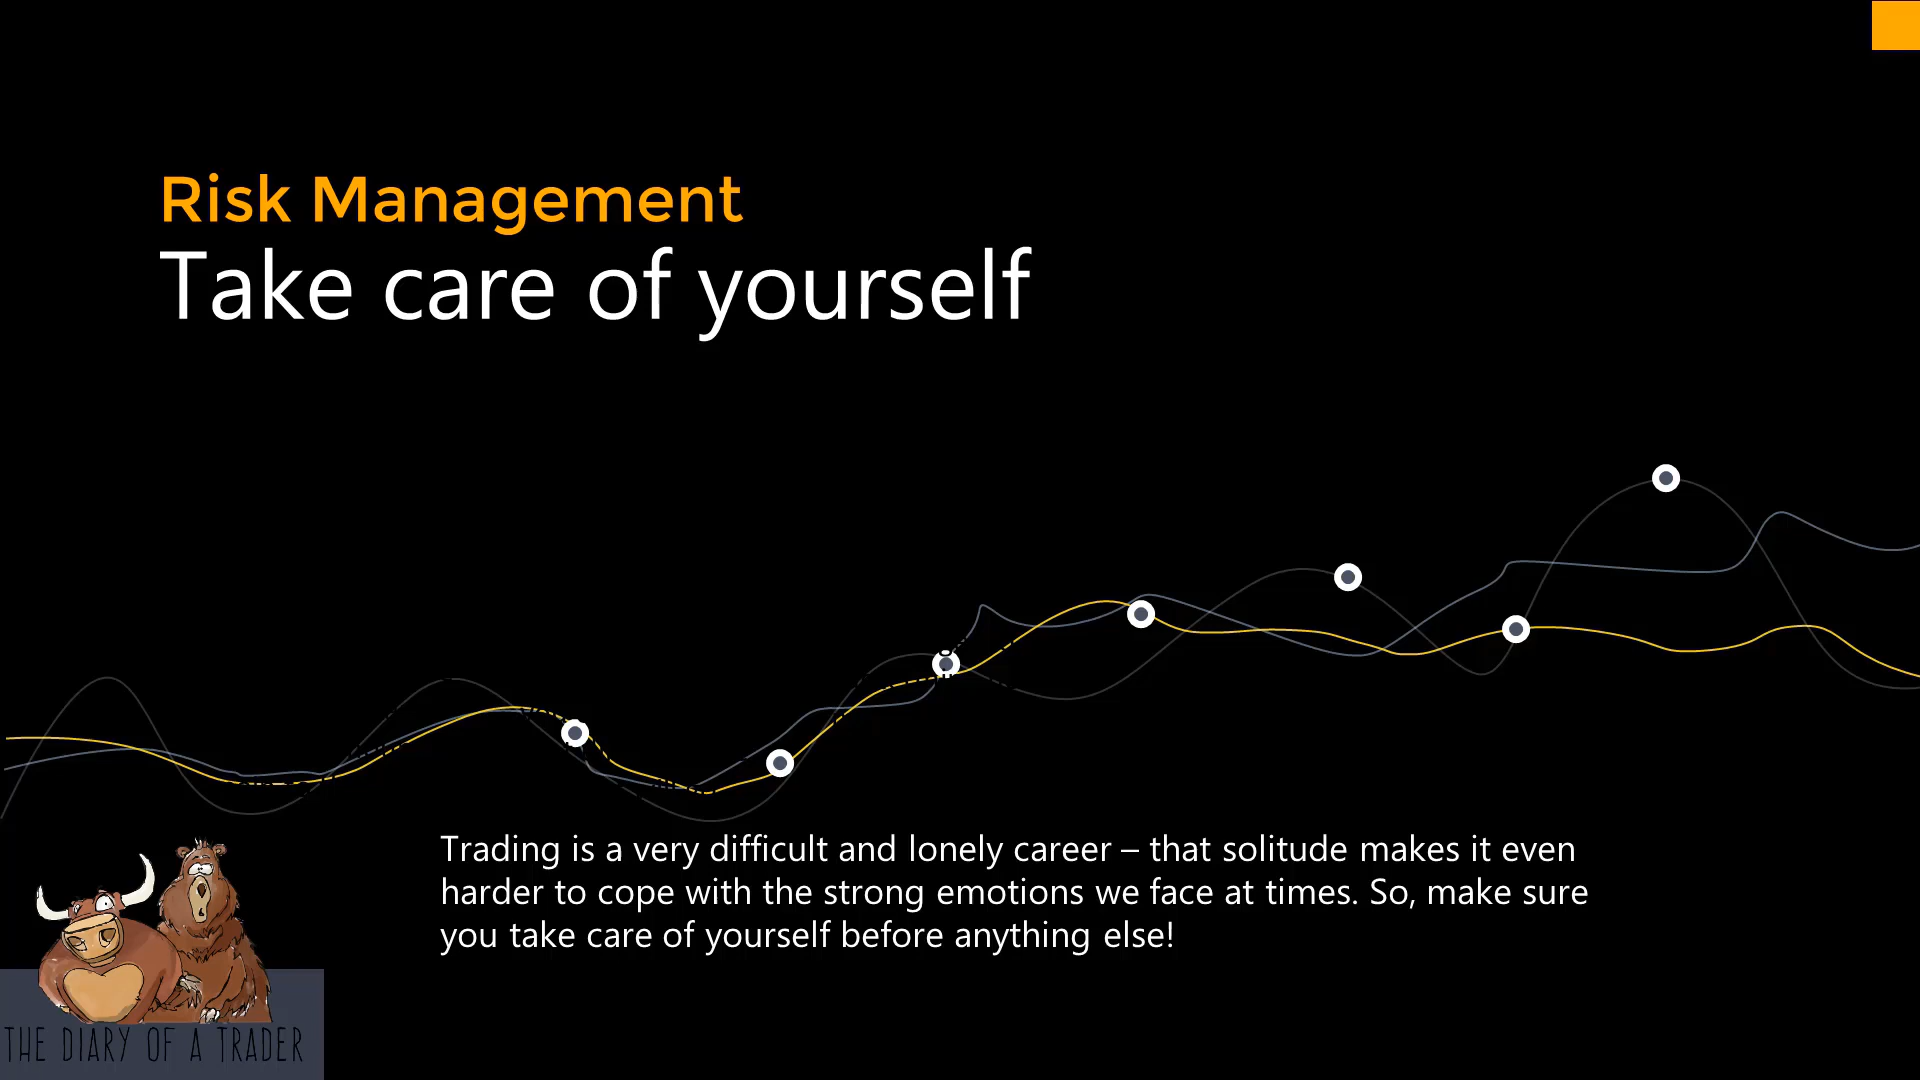 Risk Management
Take care of yourself
Trading is a very difficult and lonely career – that solitude makes it even
harder to cope with the strong emotions we face at times. So, make sure
you take care of yourself before anything else!
THE DIARY OF A TRADER